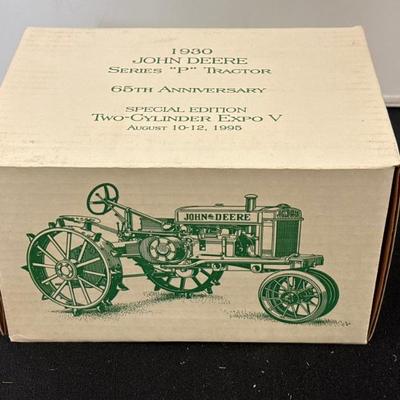 1930
JOHN DEERE
SERIES "P" TRACTOR
65TH ANNIVERSARY
SPECIAL EDITION
TWO-CYLINDER EXPO V
AUGUST 10-12, 1995
JOHN DEERE